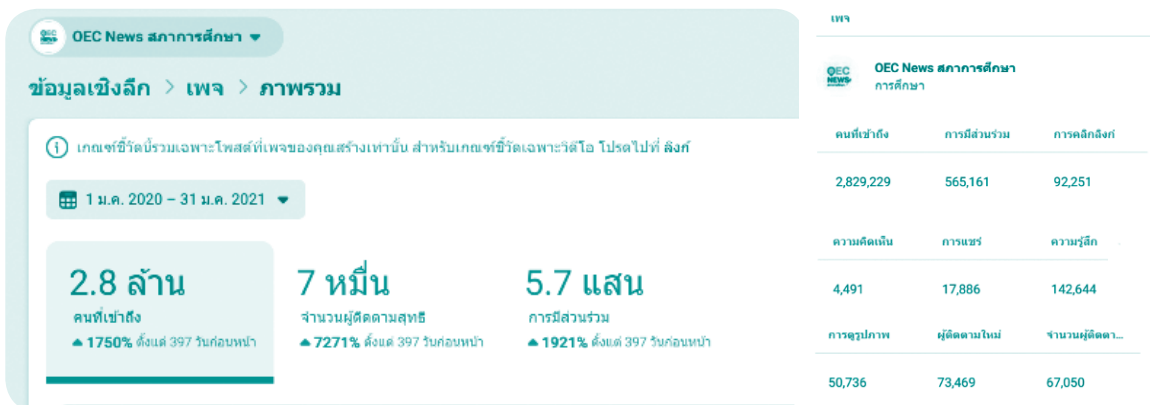 OEC News สภาการศึกษา
ข้อมูลเชิงลึก > เพจ > ภาพรวม
เกณฑ์ชี้วัดนี้รวมเฉพาะโพสต์ที่เพจของคุณสร้างเท่านั้น สำหรับเกณฑ์ชี้วัดเฉพาะวิดีโอ โปรดไปที่ ลิงก์
1 ม.ค. 2020 – 31 ม.ค. 2021
2.8 ล้าน
คนที่เข้าถึง
1750% ตั้งแต่ 397 วันก่อนหน้า
7 หมื่น
จำนวนผู้ติดตามสุทธิ
7271% ตั้งแต่ 397 วันก่อนหน้า
5.7 แสน
การมีส่วนร่วม
1921% ตั้งแต่ 397 วันก่อนหน้า
เพจ
OEC NEWS
OEC News สภาการศึกษา
การศึกษา
คนที่เข้าถึง การมีส่วนร่วม การคลิกลิงก์
2,829,229 565,161 92,251
ความคิดเห็น การแชร์ ความรู้สึก
4,491 17,886 142,644
การดูรูปภาพ ผู้ติดตามใหม่ จำนวนผู้ติดตา...
50,736 73,469 67,050